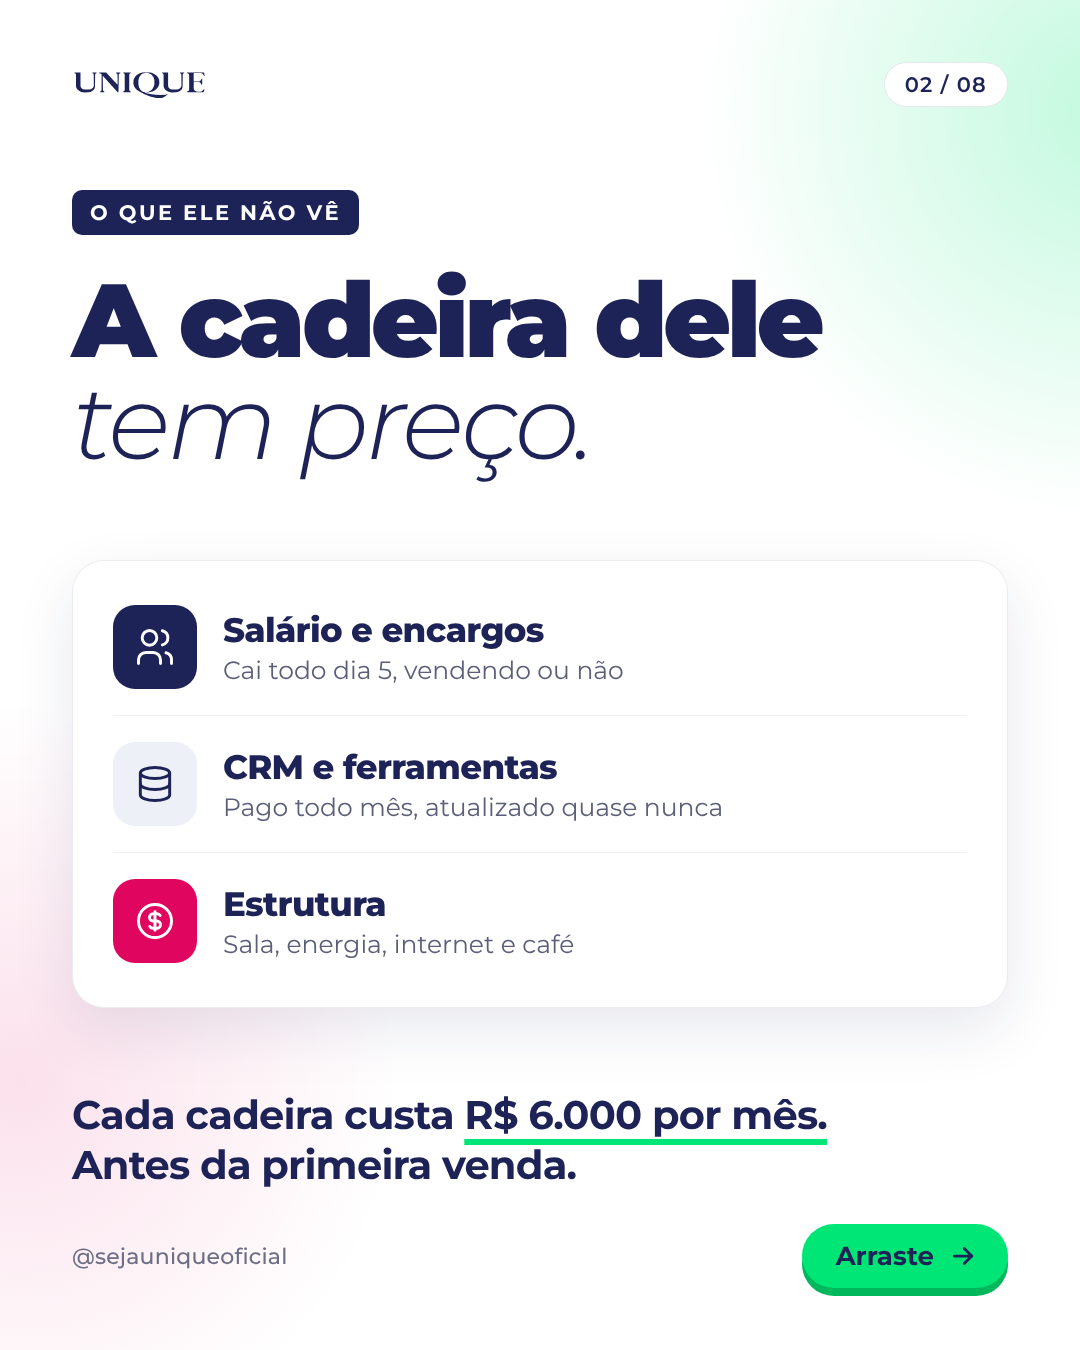 UNIQUE
02 / 08
O QUE ELE NÃO VÊ
A cadeira dele
tem preço.
Salário e encargos
Cai todo dia 5, vendendo ou não
CRM e ferramentas
Pago todo mês, atualizado quase nunca
$
Estrutura
Sala, energia, internet e café
Cada cadeira custa R$ 6.000 por mês.
Antes da primeira venda.
@sejauniqueoficial
Arraste →